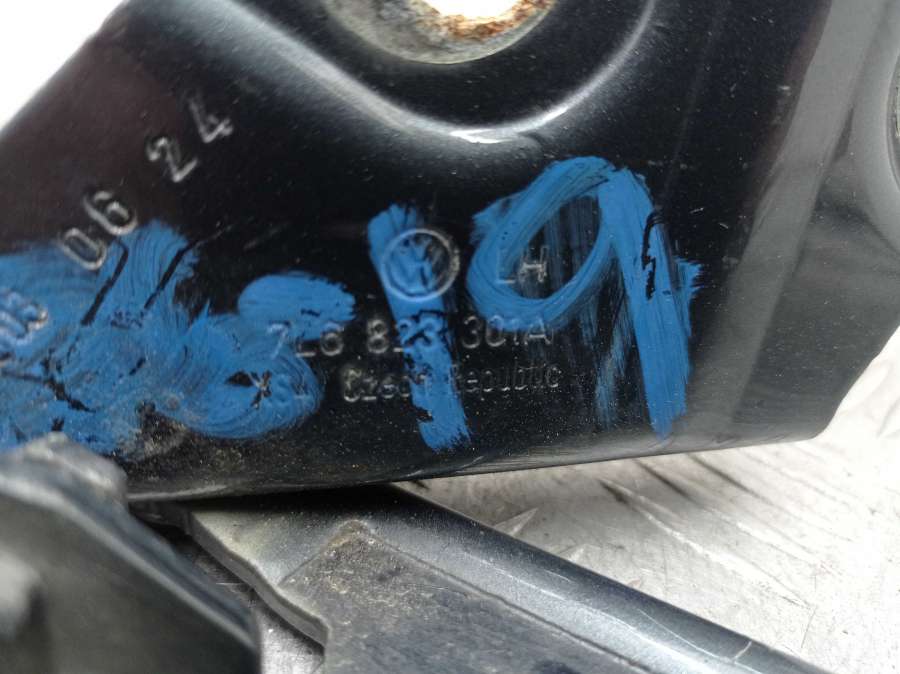 06 24
19
LH
7L6 823 301A
Czech Republic